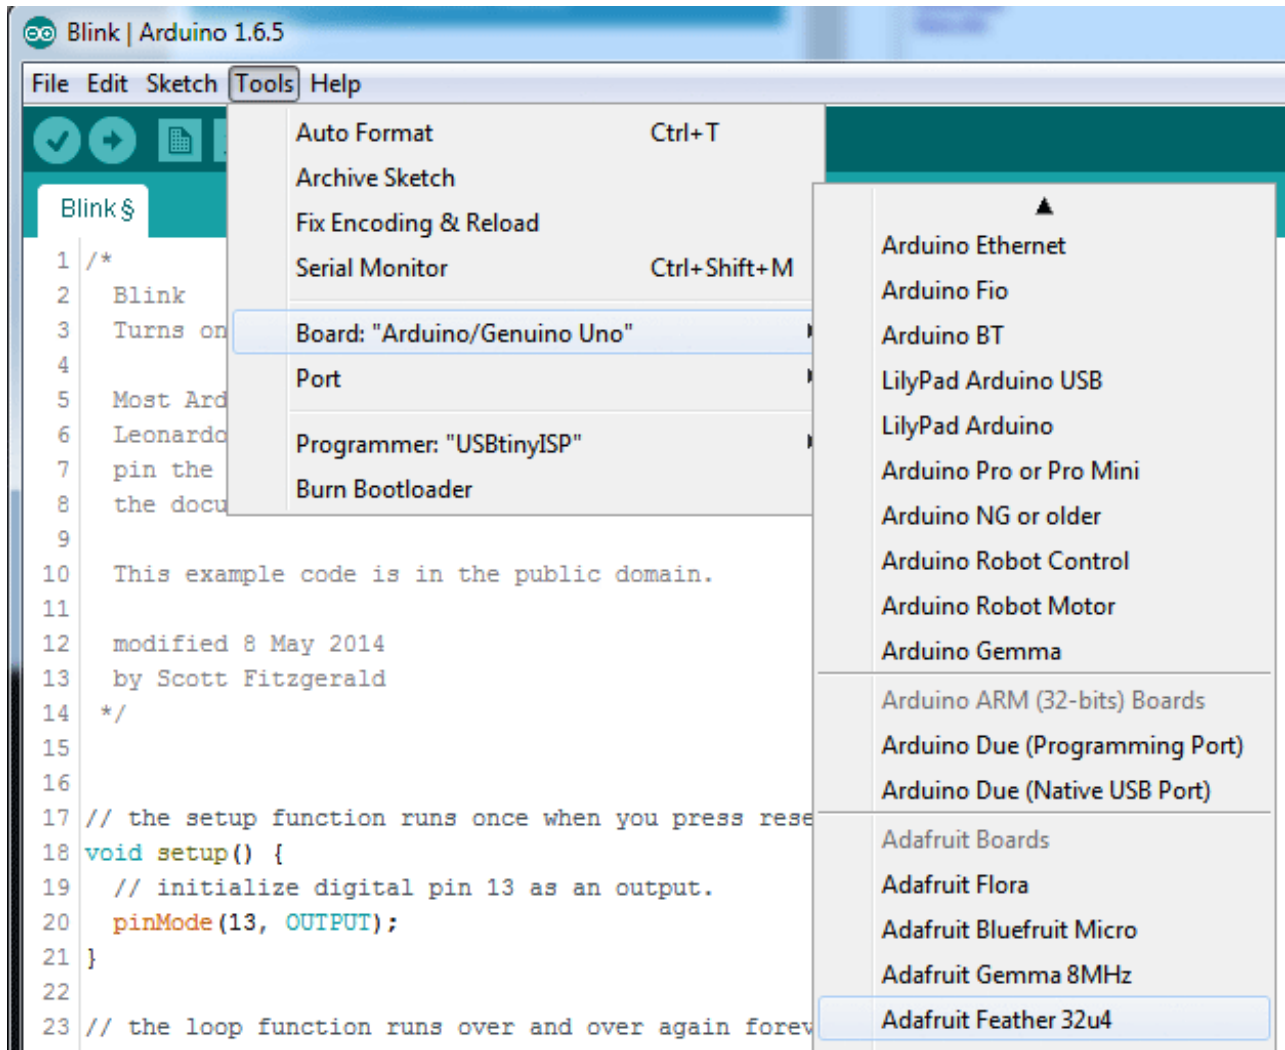 Blink | Arduino 1.6.5
File Edit Sketch Tools Help
Auto Format Ctrl+T
Archive Sketch
Fix Encoding & Reload
Serial Monitor Ctrl+Shift+M
Board: "Arduino/Genuino Uno"
Port
Programmer: "USBtinyISP"
Burn Bootloader
▲
Arduino Ethernet
Arduino Fio
Arduino BT
LilyPad Arduino USB
LilyPad Arduino
Arduino Pro or Pro Mini
Arduino NG or older
Arduino Robot Control
Arduino Robot Motor
Arduino Gemma
Arduino ARM (32-bits) Boards
Arduino Due (Programming Port)
Arduino Due (Native USB Port)
Adafruit Boards
Adafruit Flora
Adafruit Bluefruit Micro
Adafruit Gemma 8MHz
Adafruit Feather 32u4
Blink §
1 /*
2 Blink
3 Turns on
4
5 Most Ard
6 Leonardo
7 pin the
8 the docu
9
10 This example code is in the public domain.
11
12 modified 8 May 2014
13 by Scott Fitzgerald
14 */
15
16
17 // the setup function runs once when you press rese
18 void setup() {
19 // initialize digital pin 13 as an output.
20 pinMode(13, OUTPUT);
21 }
22
23 // the loop function runs over and over again forev